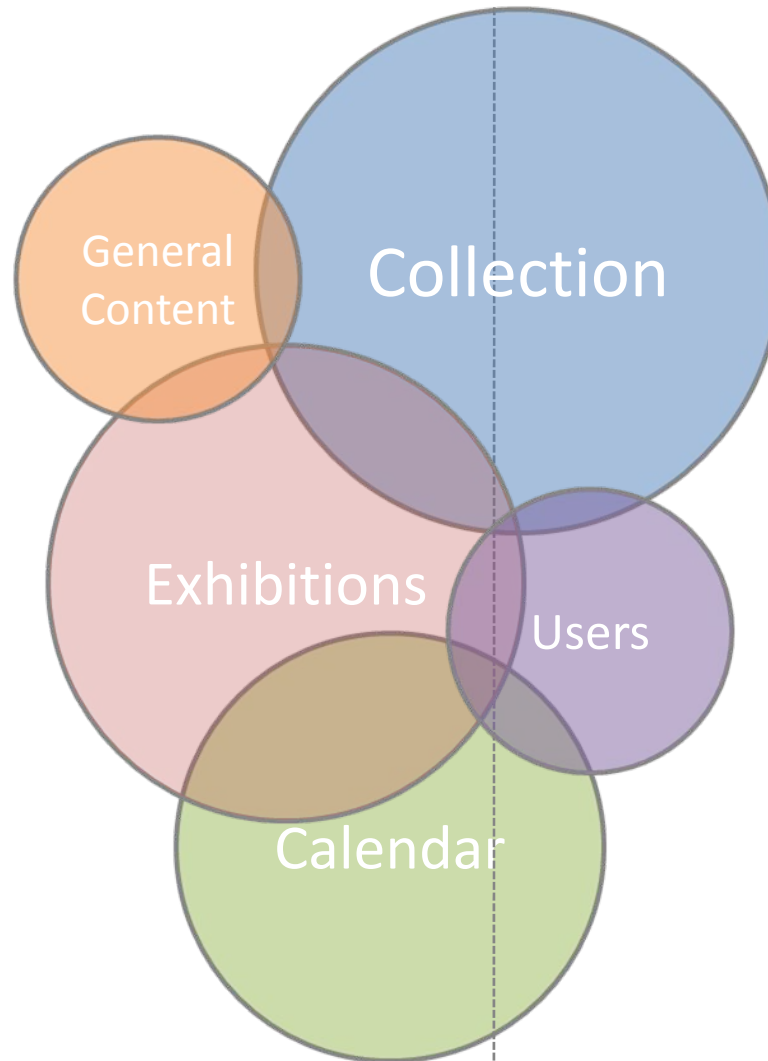 General
Content
Collection
Exhibitions
Users
Calendar